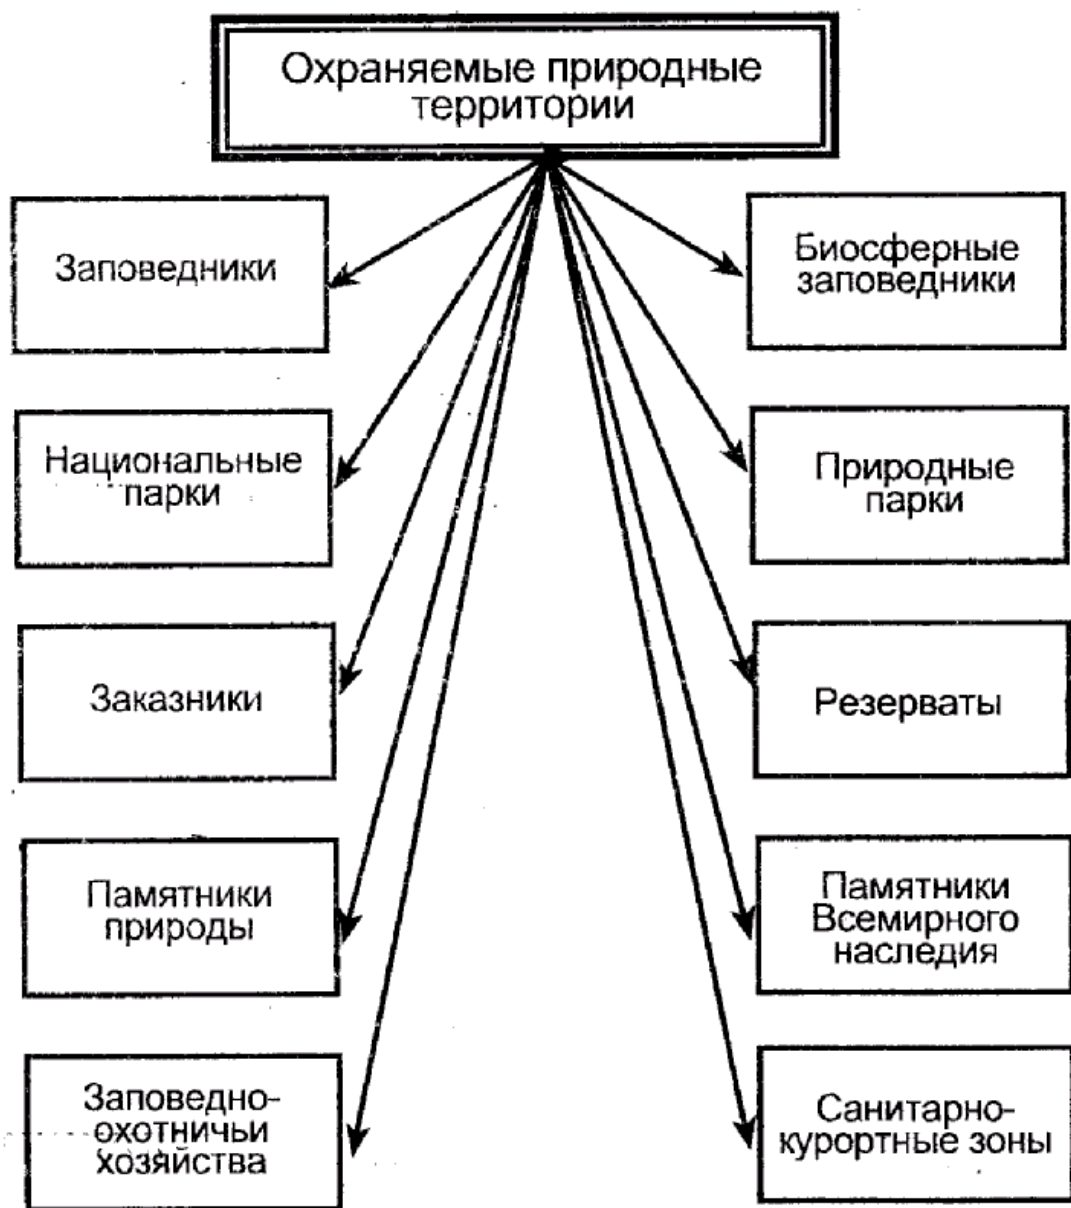 Охраняемые природные
территории
Заповедники
Биосферные
заповедники
Национальные
парки
Природные
парки
Заказники
Резерваты
Памятники
природы
Памятники
Всемирного
наследия
Заповедно-
охотничьи
хозяйства
Санитарно-
курортные зоны